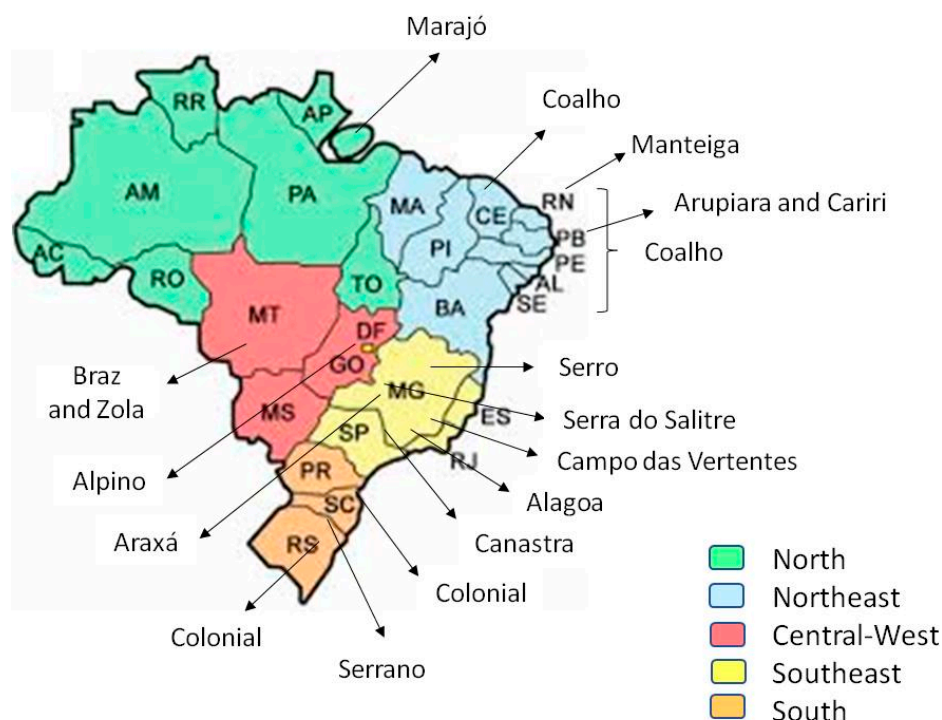 Marajó
Coalho
Manteiga
Arupiara and Cariri
Coalho
RR
AP
AM
PA
MA
CE
RN
PI
PB
PE
AL
SE
AC
RO
TO
BA
MT
DF
GO
MG
ES
MS
SP
RJ
PR
SC
RS
Braz
and Zola
Alpino
Araxá
Serro
Serra do Salitre
Campo das Vertentes
Alagoa
Canastra
Colonial
Colonial
Serrano
North
Northeast
Central-West
Southeast
South